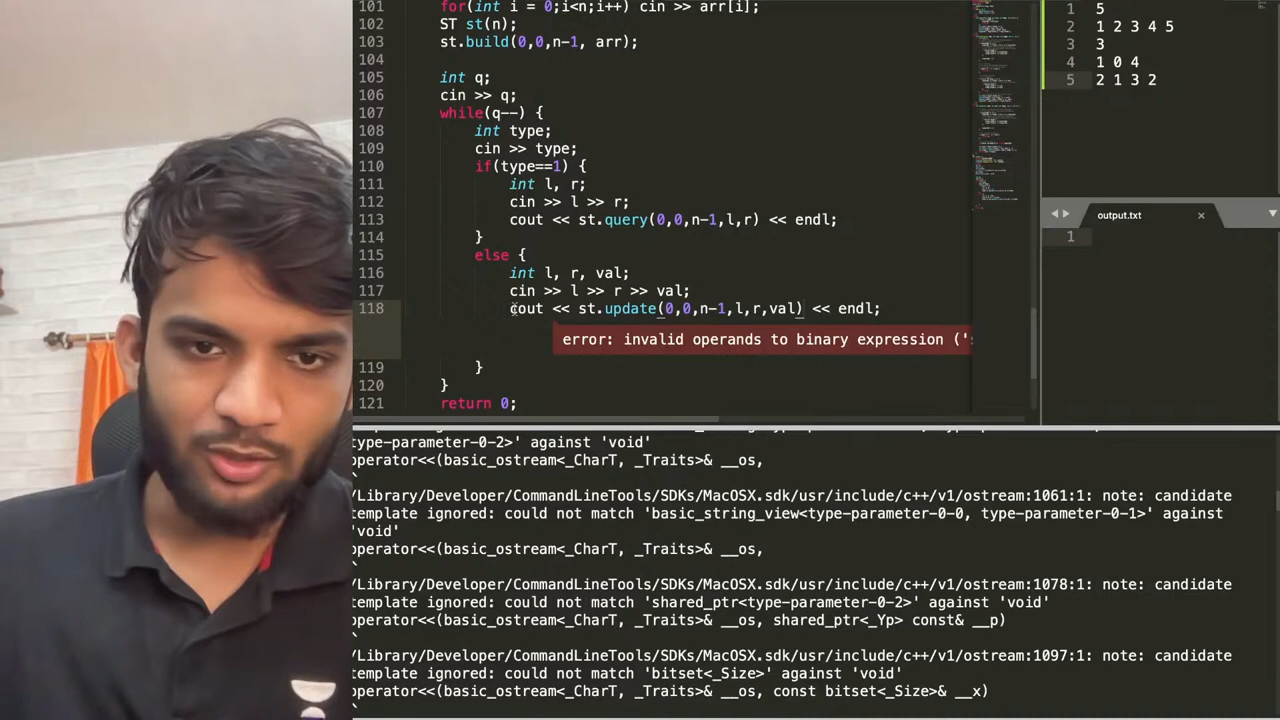 101 for(int i = 0;i<n;i++) cin >> arr[i];
102 ST st(n);
103 st.build(0,0,n-1, arr);
104
105 int q;
106 cin >> q;
107 while(q--) {
108 int type;
109 cin >> type;
110 if(type==1) {
111 int l, r;
112 cin >> l >> r;
113 cout << st.query(0,0,n-1,l,r) << endl;
114 }
115 else {
116 int l, r, val;
117 cin >> l >> r >> val;
118 cout << st.update(0,0,n-1,l,r,val) << endl;
error: invalid operands to binary expression ('
119 }
120 }
121 return 0;
1 5
2 1 2 3 4 5
3 3
4 1 0 4
5 2 1 3 2
output.txt
1
type-parameter-0-2>' against 'void'
operator<<(basic_ostream<_CharT, _Traits>& __os,
^
/Library/Developer/CommandLineTools/SDKs/MacOSX.sdk/usr/include/c++/v1/ostream:1061:1: note: candidate
template ignored: could not match 'basic_string_view<type-parameter-0-0, type-parameter-0-1>' against
'void'
operator<<(basic_ostream<_CharT, _Traits>& __os,
^
/Library/Developer/CommandLineTools/SDKs/MacOSX.sdk/usr/include/c++/v1/ostream:1078:1: note: candidate
template ignored: could not match 'shared_ptr<type-parameter-0-2>' against 'void'
operator<<(basic_ostream<_CharT, _Traits>& __os, shared_ptr<_Yp> const& __p)
^
/Library/Developer/CommandLineTools/SDKs/MacOSX.sdk/usr/include/c++/v1/ostream:1097:1: note: candidate
template ignored: could not match 'bitset<_Size>' against 'void'
operator<<(basic_ostream<_CharT, _Traits>& __os, const bitset<_Size>& __x)
^